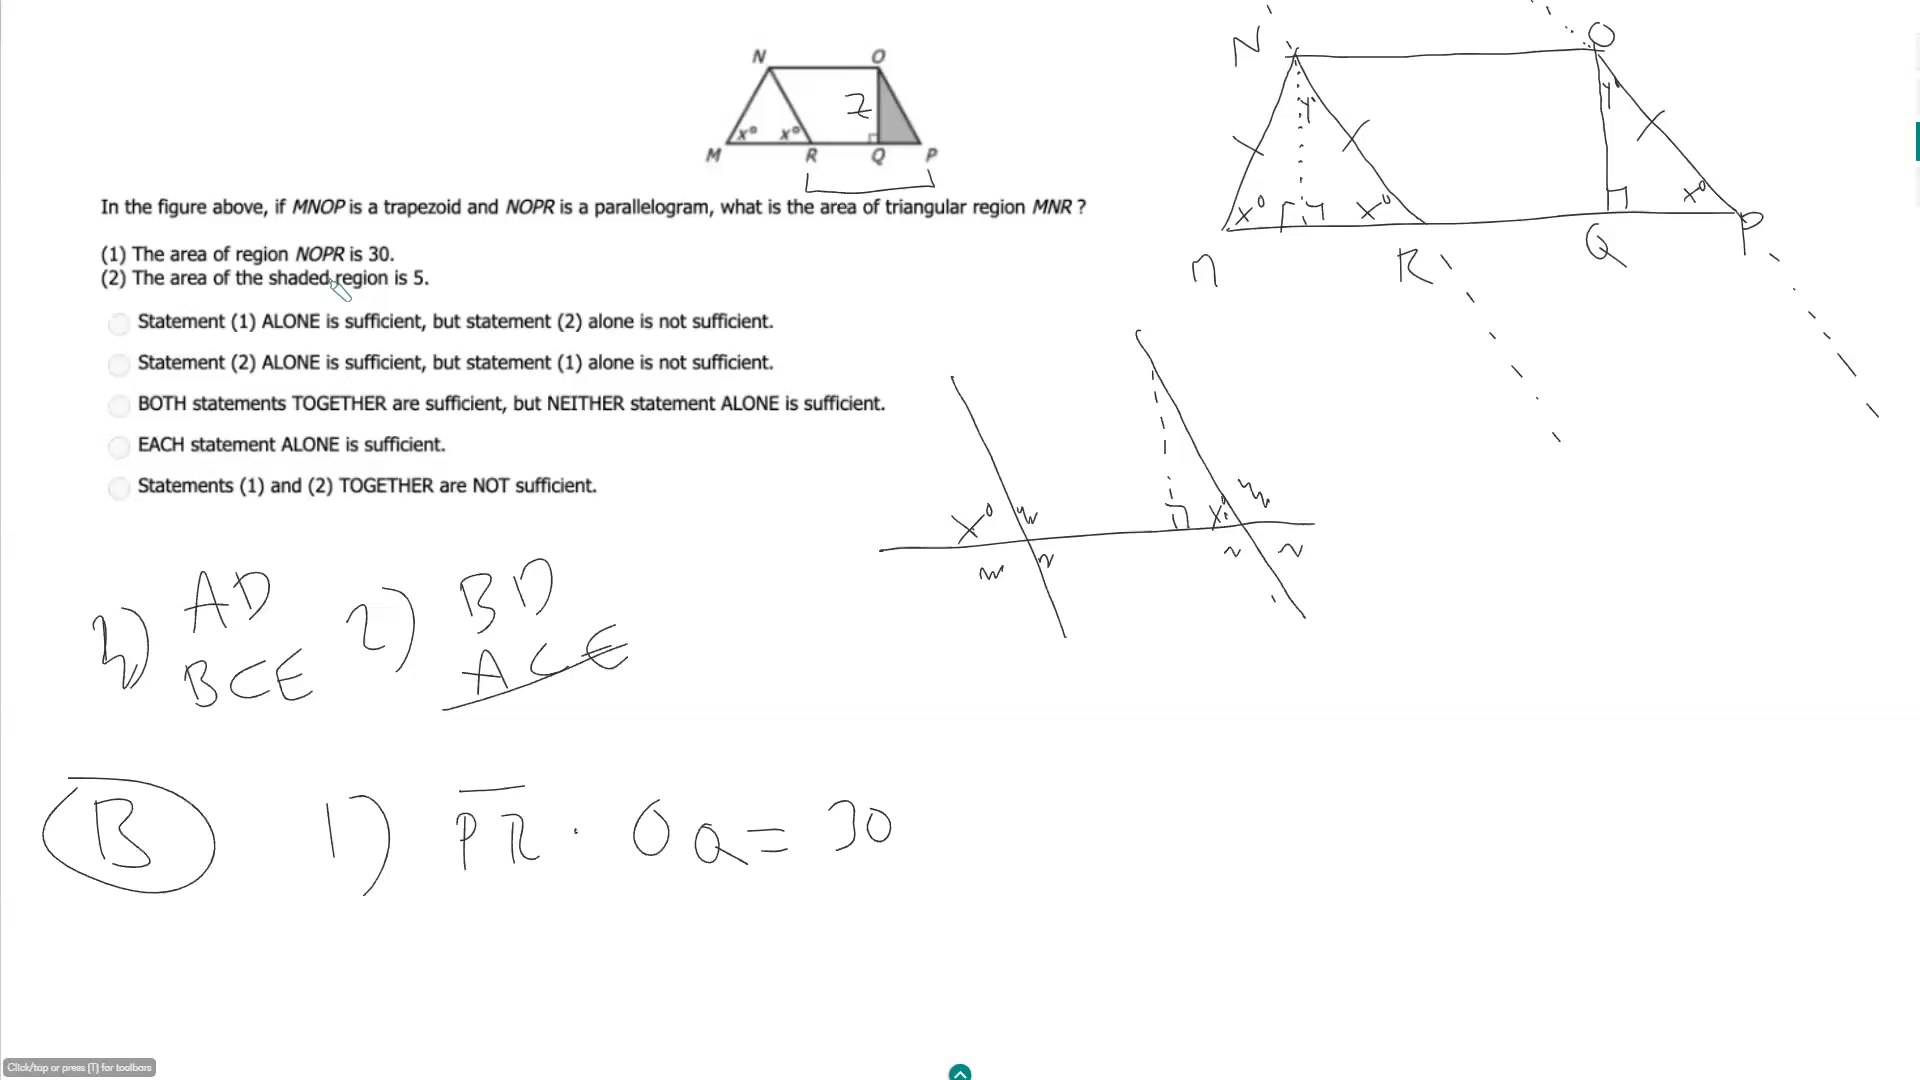 N O
z
x° x°
M R Q P
In the figure above, if MNOP is a trapezoid and NOPR is a parallelogram, what is the area of triangular region MNR ?
(1) The area of region NOPR is 30.
(2) The area of the shaded region is 5.
Statement (1) ALONE is sufficient, but statement (2) alone is not sufficient.
Statement (2) ALONE is sufficient, but statement (1) alone is not sufficient.
BOTH statements TOGETHER are sufficient, but NEITHER statement ALONE is sufficient.
EACH statement ALONE is sufficient.
Statements (1) and (2) TOGETHER are NOT sufficient.
N O
y° y°
x° x° x°
R Q P
x° x°
AD 2) BD
BCE ACE
B 1) PR · OQ = 30
Click/tap or press [T] for toolbars